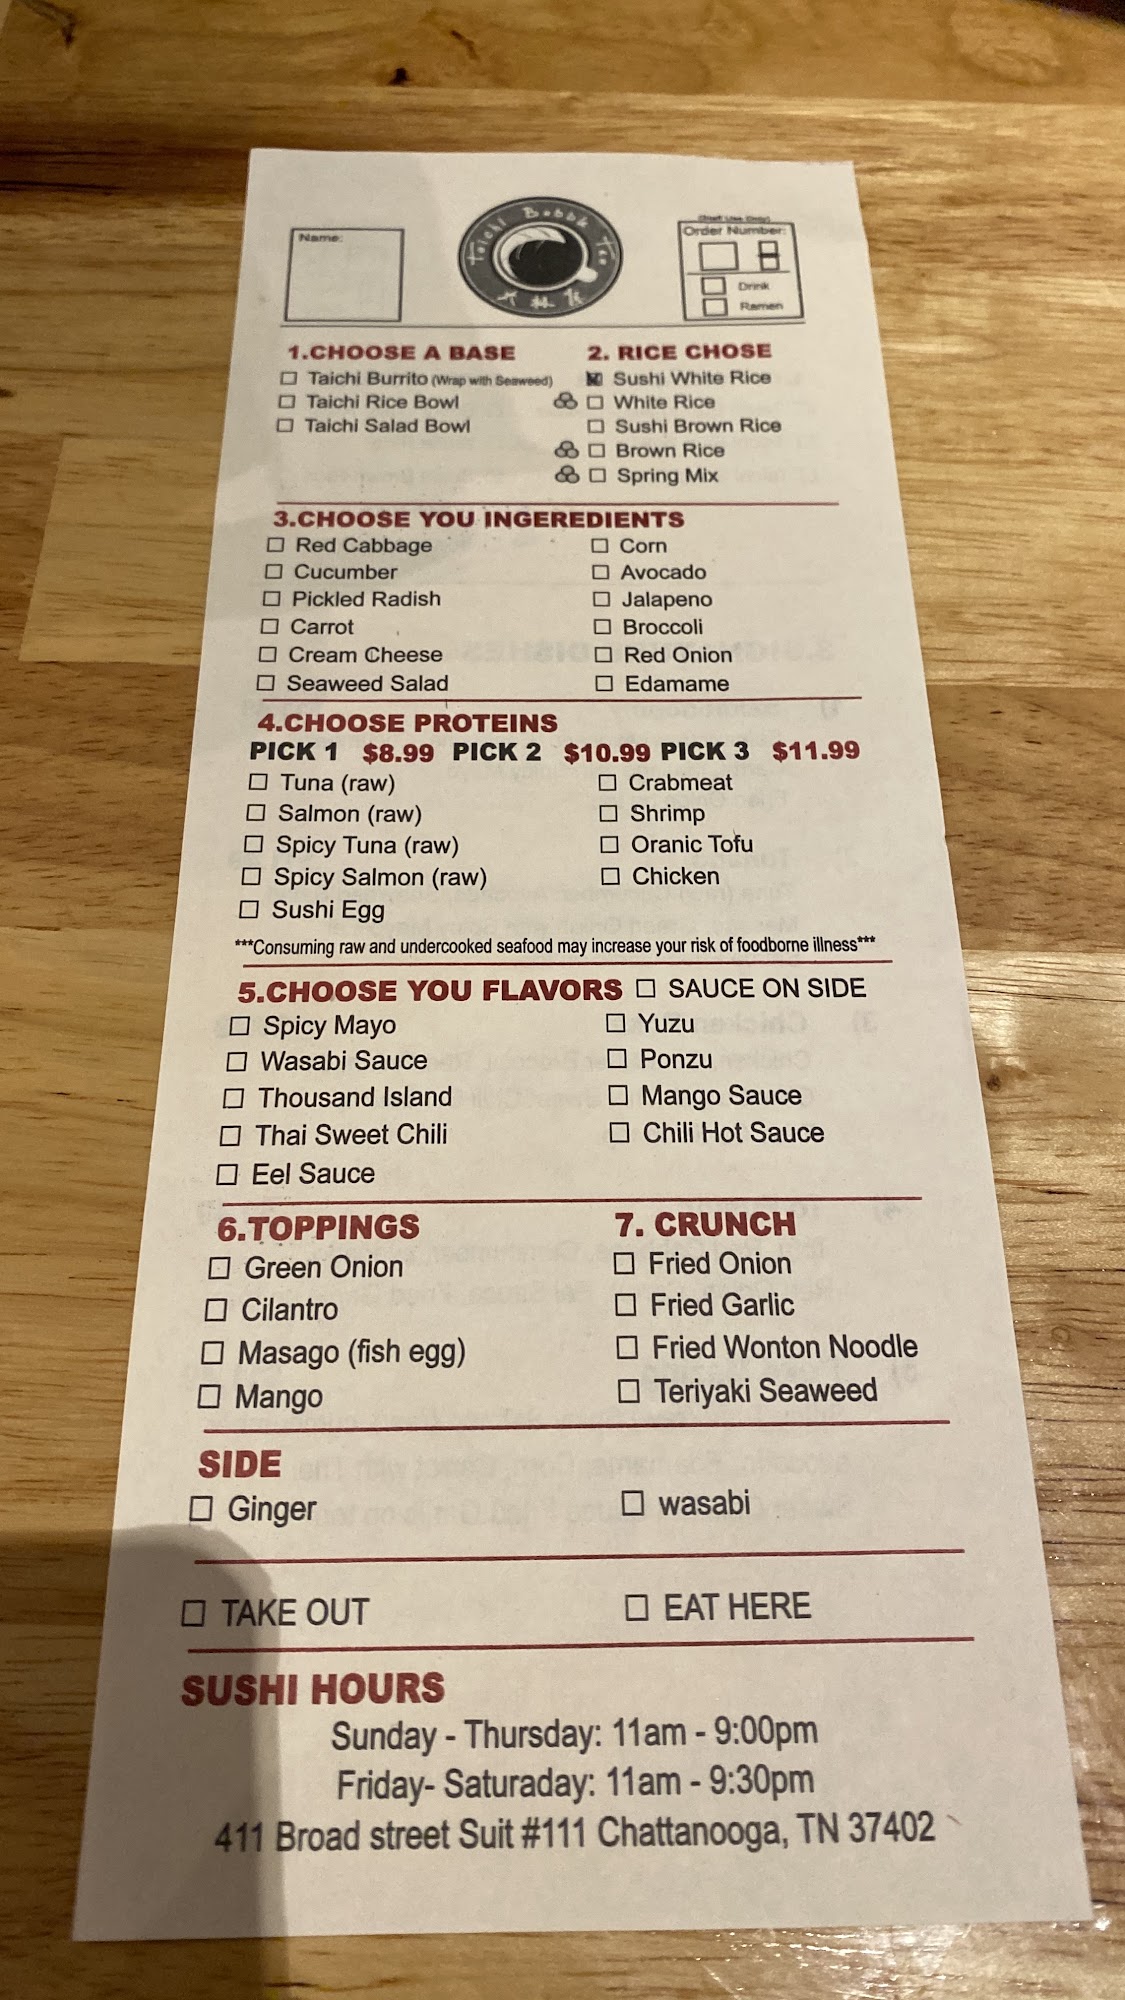 Name:
Taichi Bubble Tea
Order Number:
Drink
Ramen
1.CHOOSE A BASE
Taichi Burrito (Wrap with Seaweed)
Taichi Rice Bowl
Taichi Salad Bowl
2. RICE CHOSE
Sushi White Rice
White Rice
Sushi Brown Rice
Brown Rice
Spring Mix
3.CHOOSE YOU INGEREDIENTS
Red Cabbage
Cucumber
Pickled Radish
Carrot
Cream Cheese
Seaweed Salad
Corn
Avocado
Jalapeno
Broccoli
Red Onion
Edamame
4.CHOOSE PROTEINS
PICK 1 $8.99 PICK 2 $10.99 PICK 3 $11.99
Tuna (raw)
Salmon (raw)
Spicy Tuna (raw)
Spicy Salmon (raw)
Sushi Egg
Crabmeat
Shrimp
Oranic Tofu
Chicken
***Consuming raw and undercooked seafood may increase your risk of foodborne illness***
5.CHOOSE YOU FLAVORS SAUCE ON SIDE
Spicy Mayo
Wasabi Sauce
Thousand Island
Thai Sweet Chili
Eel Sauce
Yuzu
Ponzu
Mango Sauce
Chili Hot Sauce
6.TOPPINGS
Green Onion
Cilantro
Masago (fish egg)
Mango
7. CRUNCH
Fried Onion
Fried Garlic
Fried Wonton Noodle
Teriyaki Seaweed
SIDE
Ginger
wasabi
TAKE OUT
EAT HERE
SUSHI HOURS
Sunday - Thursday: 11am - 9:00pm
Friday- Saturaday: 11am - 9:30pm
411 Broad street Suit #111 Chattanooga, TN 37402